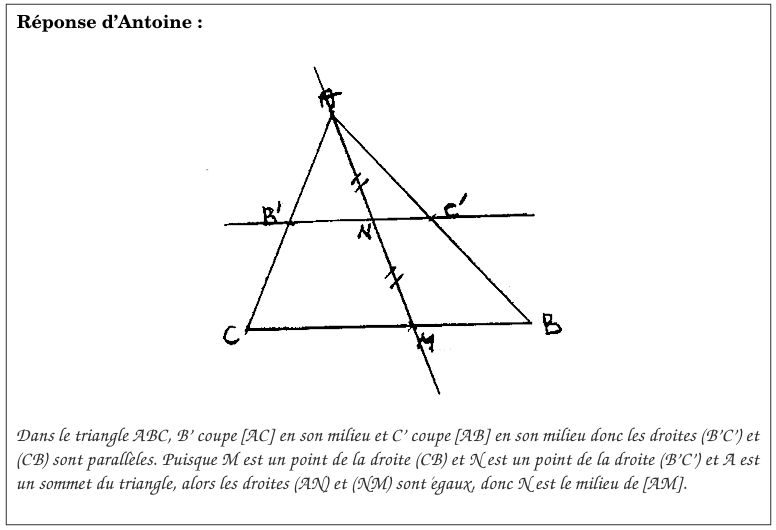 Réponse d'Antoine :
A
B'
C'
N
C
M
B
Dans le triangle ABC, B' coupe [AC] en son milieu et C' coupe [AB] en son milieu donc les droites (B'C') et
(CB) sont parallèles. Puisque M est un point de la droite (CB) et N est un point de la droite (B'C') et A est
un sommet du triangle, alors les droites (AN) et (NM) sont égaux, donc N est le milieu de [AM].